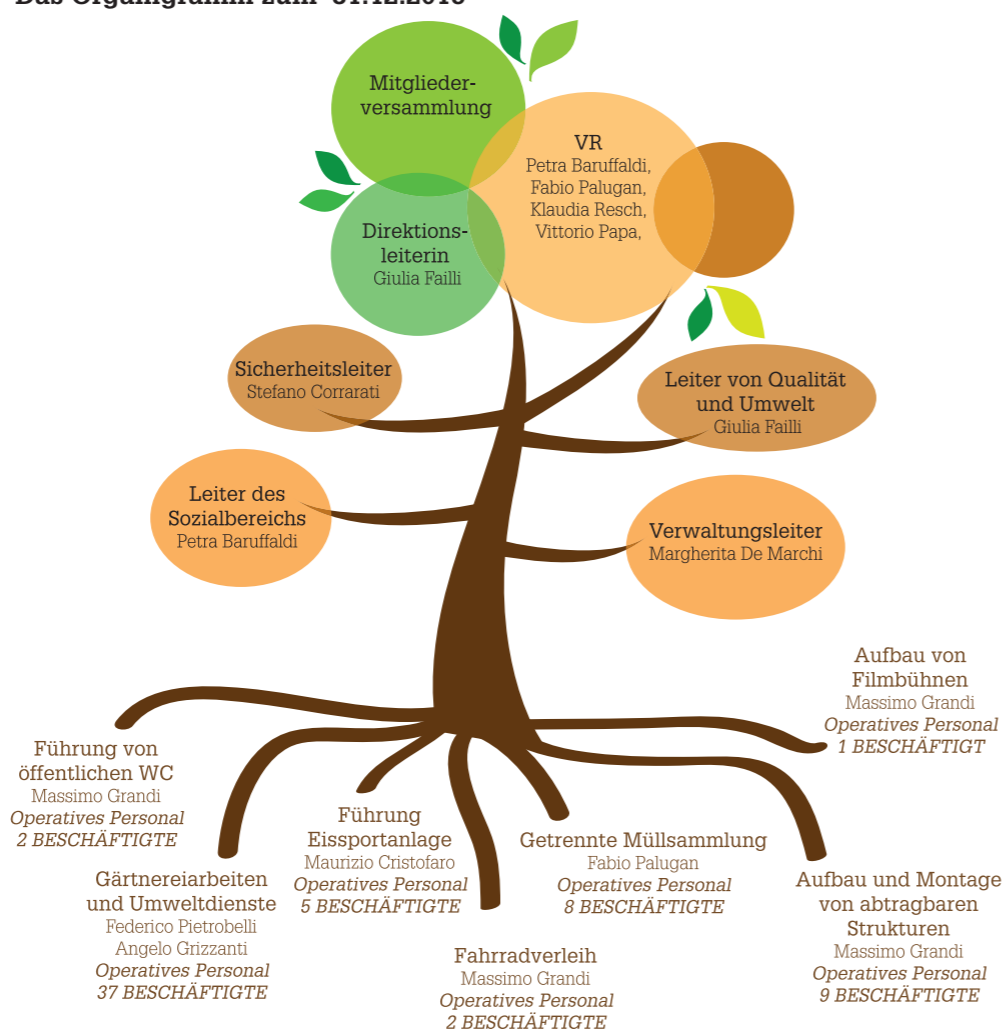 Das Organigramm zum
Mitglieder-
versammlung
VR
Petra Baruffaldi,
Fabio Palugan,
Klaudia Resch,
Vittorio Papa,
Direktions-
leiterin
Giulia Failli
Sicherheitsleiter
Stefano Corrarati
Leiter von Qualität
und Umwelt
Giulia Failli
Leiter des
Sozialbereichs
Petra Baruffaldi
Verwaltungsleiter
Margherita De Marchi
Aufbau von
Filmbühnen
Massimo Grandi
Operatives Personal
1 BESCHÄFTIGT
Führung von
öffentlichen WC
Massimo Grandi
Operatives Personal
2 BESCHÄFTIGTE
Gärtnereiarbeiten
und Umweltdienste
Federico Pietrobelli
Angelo Grizzanti
Operatives Personal
37 BESCHÄFTIGTE
Führung
Eissportanlage
Maurizio Cristofaro
Operatives Personal
5 BESCHÄFTIGTE
Fahrradverleih
Massimo Grandi
Operatives Personal
2 BESCHÄFTIGTE
Getrennte Müllsammlung
Fabio Palugan
Operatives Personal
8 BESCHÄFTIGTE
Aufbau und Montage
von abtragbaren
Strukturen
Massimo Grandi
Operatives Personal
9 BESCHÄFTIGTE